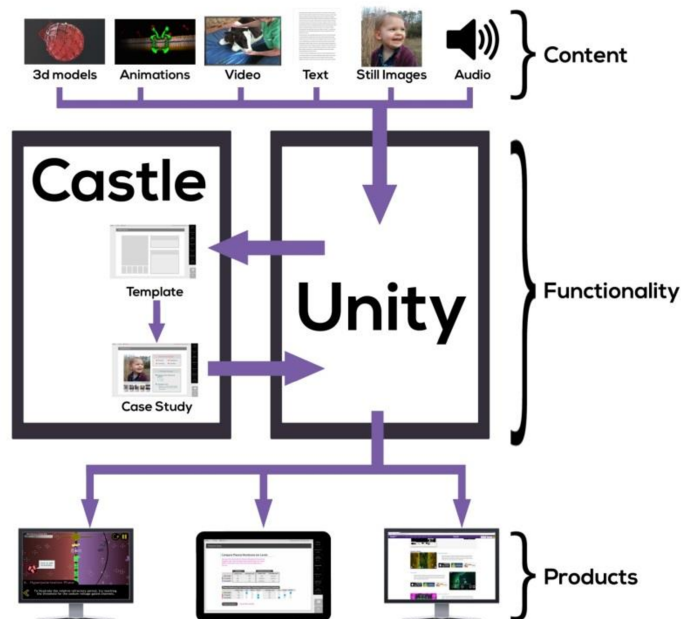 3d models Animations Video Text Still Images Audio
Content
Castle
Template
Case Study
Unity
Functionality
Products